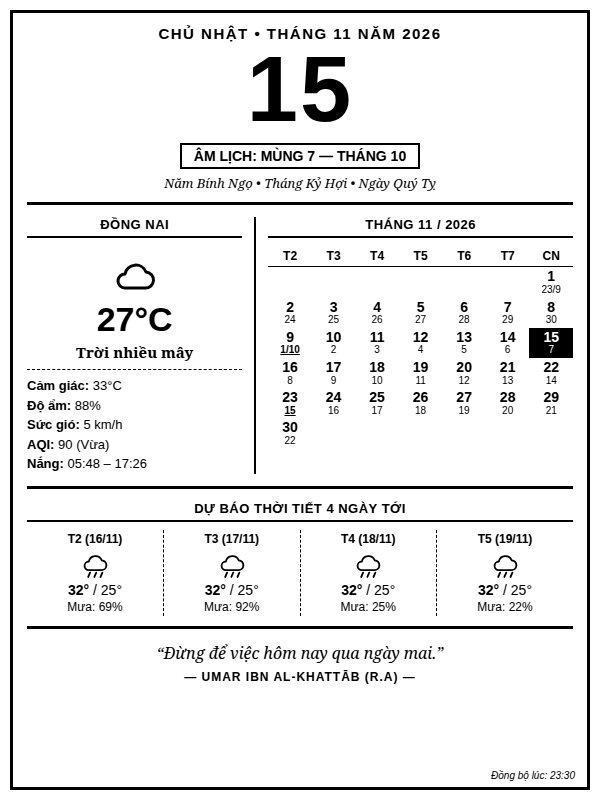 CHỦ NHẬT • THÁNG 11 NĂM 2026
15
ÂM LỊCH: MÙNG 7 — THÁNG 10
Năm Bính Ngọ • Tháng Kỷ Hợi • Ngày Quý Tỵ
ĐỒNG NAI
27°C
Trời nhiều mây
Cảm giác: 33°C
Độ ẩm: 88%
Sức gió: 5 km/h
AQI: 90 (Vừa)
Nắng: 05:48 – 17:26
THÁNG 11 / 2026
T2 T3 T4 T5 T6 T7 CN
1
23/9
2 3 4 5 6 7 8
24 25 26 27 28 29 30
9 10 11 12 13 14 15
1/10 2 3 4 5 6 7
16 17 18 19 20 21 22
8 9 10 11 12 13 14
23 24 25 26 27 28 29
15 16 17 18 19 20 21
30
22
DỰ BÁO THỜI TIẾT 4 NGÀY TỚI
T2 (16/11) T3 (17/11) T4 (18/11) T5 (19/11)
32° / 25° 32° / 25° 32° / 25° 32° / 25°
Mưa: 69% Mưa: 92% Mưa: 25% Mưa: 22%
“Đừng để việc hôm nay qua ngày mai.”
— UMAR IBN AL-KHATTĀB (R.A) —
Đồng bộ lúc: 23:30